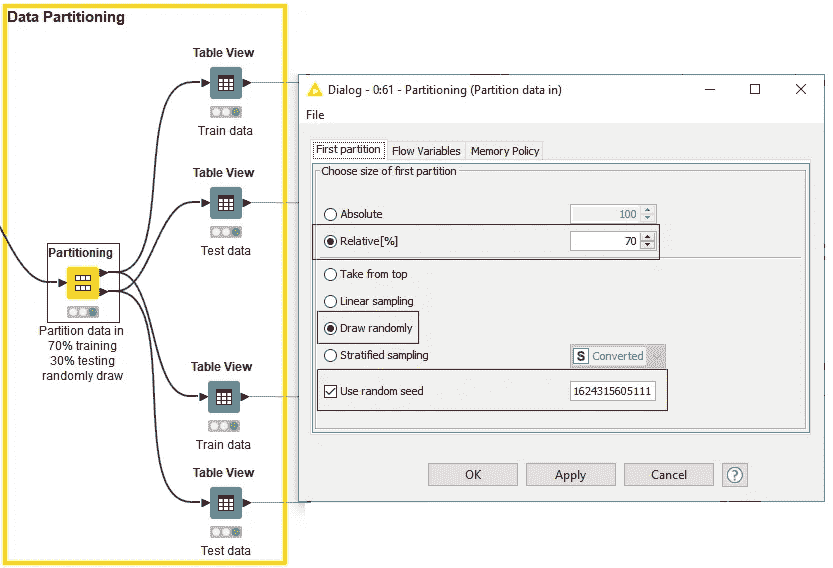 Data Partitioning
Table View
Train data
Table View
Test data
Partitioning
Partition data in
70% training
30% testing
randomly draw
Table View
Train data
Table View
Test data
Dialog - 0:61 - Partitioning (Partition data in)
File
First partition Flow Variables Memory Policy
Choose size of first partition
Absolute 100
Relative[%] 70
Take from top
Linear sampling
Draw randomly
Stratified sampling S Converted
Use random seed 1624315605111
OK Apply Cancel ?